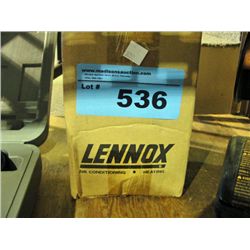 www.madisonsauction.com
Lot #
536
LENNOX
AIR CONDITIONING • HEATING